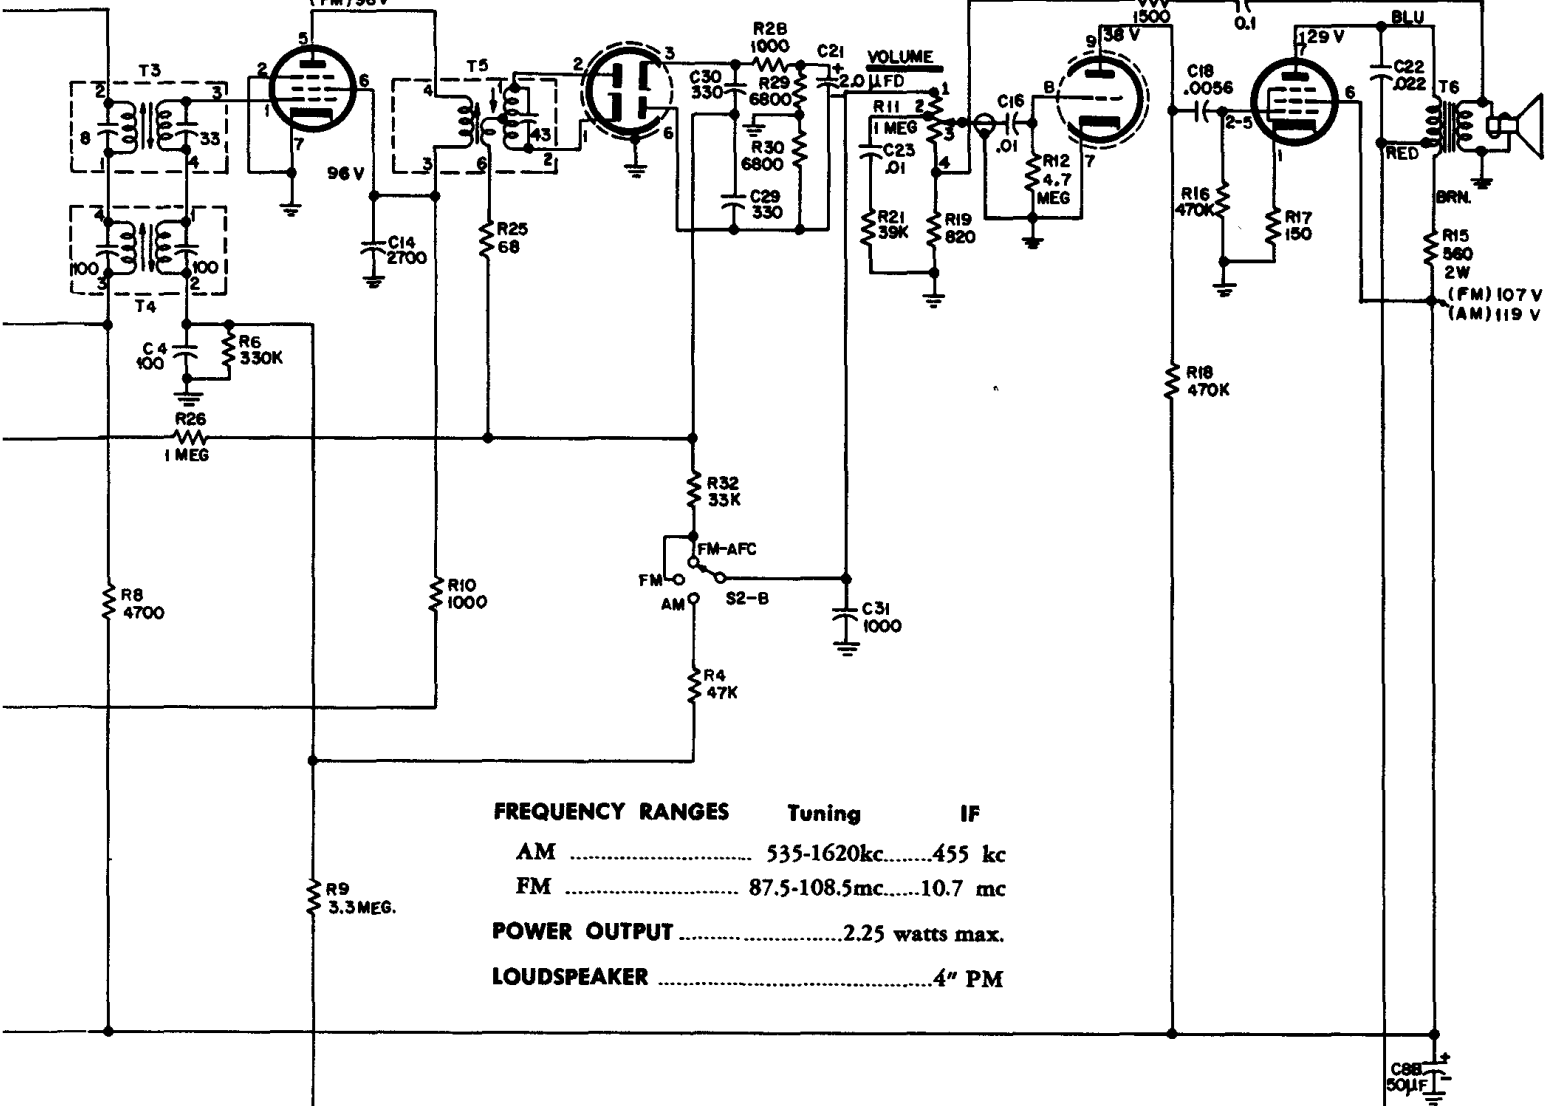 (FM) 96V
1500
0.1
5
2
6
1
7
96V
T3
2
3
8
33
1
4
4
1
100
100
3
2
T4
C14
2700
C4
100
R6
330K
T5
4
1
43
3
6
2
R25
68
2
3
1
6
R28
1000
C21
+
2.0 µFD
C30
330
R29
6800
R30
6800
C29
330
VOLUME
R11
1 MEG
1
2
3
4
C23
.01
R21
39K
R19
820
C16
.01
R12
4.7
MEG
9
38V
8
7
C18
.0056
2-5
129V
7
6
1
R16
470K
R17
150
BLU
C22
.022
T6
RED
BRN.
R15
560
2W
(FM) 107 V
(AM) 119 V
R18
470K
R26
1 MEG
R32
33K
FM-AFC
FM
AM
S2-B
C31
1000
R4
47K
R8
4700
R10
1000
R9
3.3 MEG.
FREQUENCY RANGES Tuning IF
AM ............................ 535-1620kc.......455 kc
FM ........................... 87.5-108.5mc......10.7 mc
POWER OUTPUT ..........................2.25 watts max.
LOUDSPEAKER ..........................................4" PM
C8B
50µF
+
-